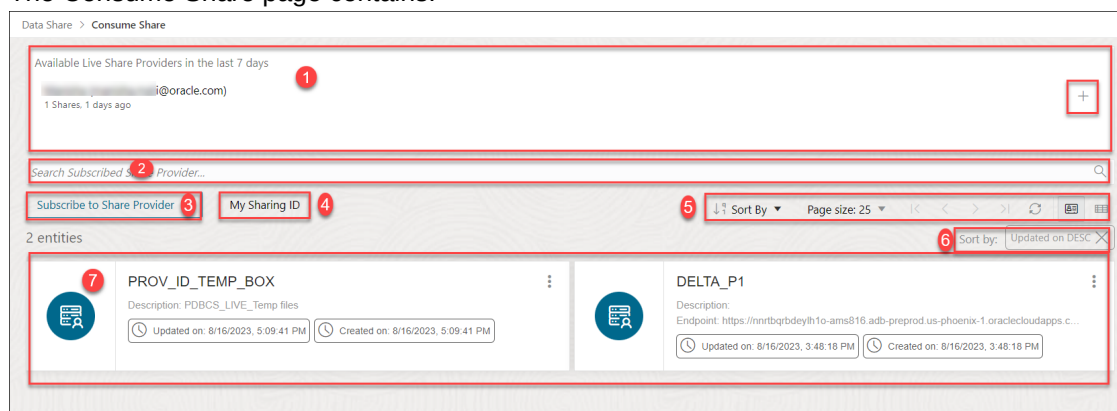 The Consume Share page contains:
Data Share > Consume Share
Available Live Share Providers in the last 7 days
1
i@oracle.com)
1 Shares, 1 days ago
+
Search Subscribed Provider...
2
Subscribe to Share Provider 3 My Sharing ID 4 5 Sort By Page size: 25
2 entities 6 Sort by: Updated on DESC
7 PROV_ID_TEMP_BOX
Description: PDBCS_LIVE_Temp files
Updated on: 8/16/2023, 5:09:41 PM Created on: 8/16/2023, 5:09:41 PM
DELTA_P1
Description:
Endpoint: https://nnrtbqrbdeylh1o-ams816.adb-preprod.us-phoenix-1.oraclecloudapps.c...
Updated on: 8/16/2023, 3:48:18 PM Created on: 8/16/2023, 3:48:18 PM